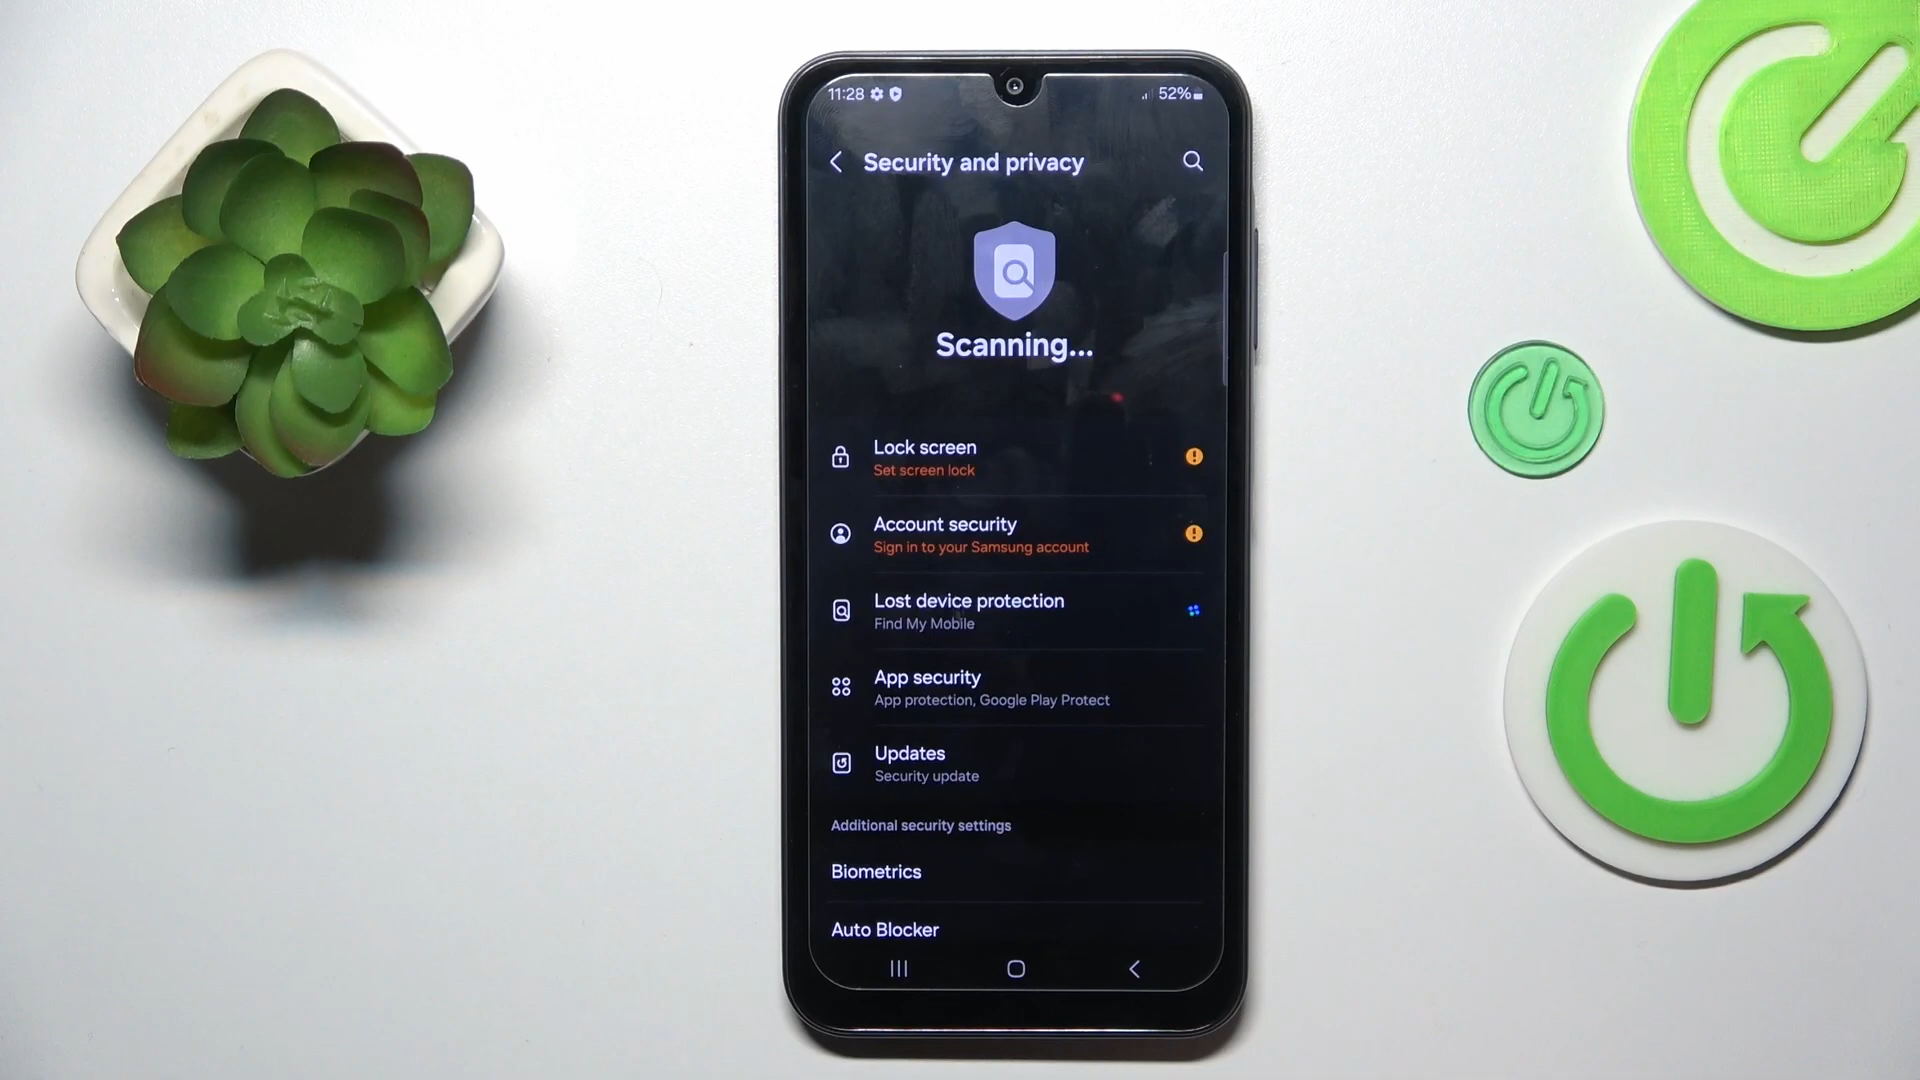 11:28 52%
Security and privacy
Scanning...
Lock screen
Set screen lock
Account security
Sign in to your Samsung account
Lost device protection
Find My Mobile
App security
App protection, Google Play Protect
Updates
Security update
Additional security settings
Biometrics
Auto Blocker